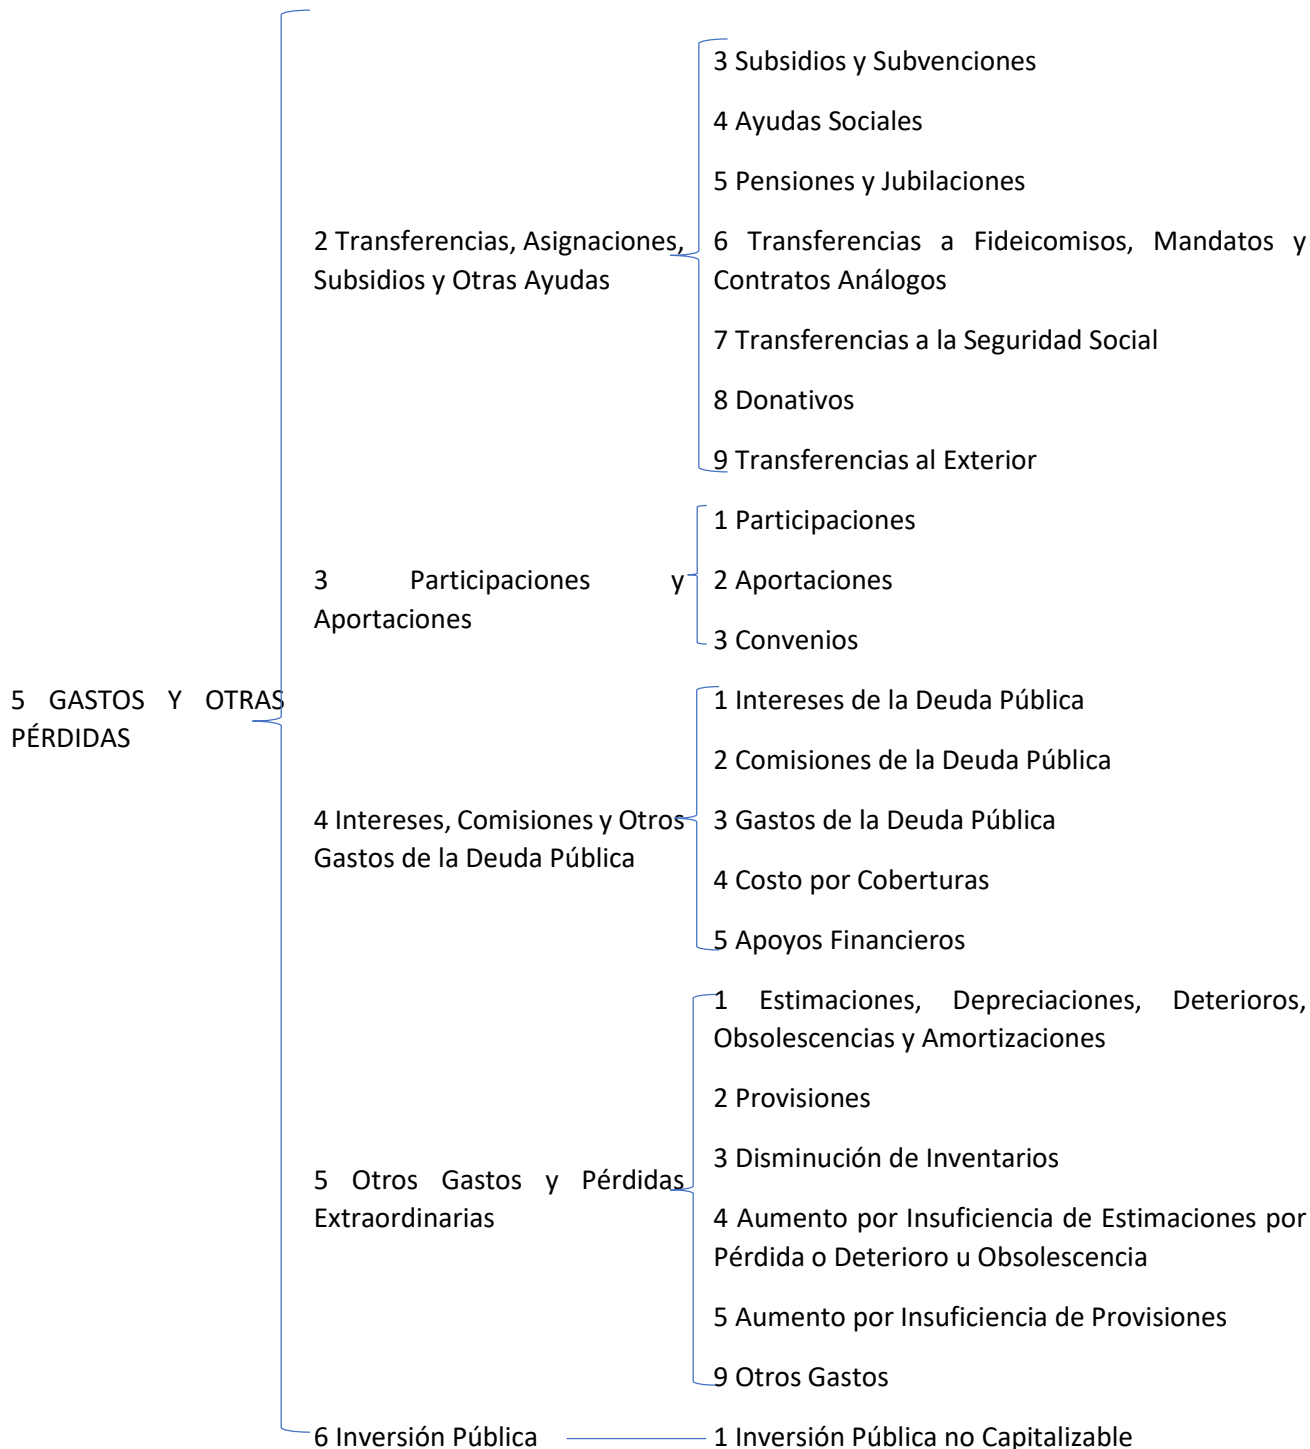 3 Subsidios y Subvenciones
4 Ayudas Sociales
5 Pensiones y Jubilaciones
2 Transferencias, Asignaciones,
Subsidios y Otras Ayudas
6 Transferencias a Fideicomisos, Mandatos y
Contratos Análogos
7 Transferencias a la Seguridad Social
8 Donativos
9 Transferencias al Exterior
1 Participaciones
3 Participaciones y
Aportaciones
2 Aportaciones
3 Convenios
5 GASTOS Y OTRAS
PÉRDIDAS
1 Intereses de la Deuda Pública
2 Comisiones de la Deuda Pública
4 Intereses, Comisiones y Otros
Gastos de la Deuda Pública
3 Gastos de la Deuda Pública
4 Costo por Coberturas
5 Apoyos Financieros
1 Estimaciones, Depreciaciones, Deterioros,
Obsolescencias y Amortizaciones
2 Provisiones
3 Disminución de Inventarios
5 Otros Gastos y Pérdidas
Extraordinarias
4 Aumento por Insuficiencia de Estimaciones por
Pérdida o Deterioro u Obsolescencia
5 Aumento por Insuficiencia de Provisiones
9 Otros Gastos
6 Inversión Pública
1 Inversión Pública no Capitalizable